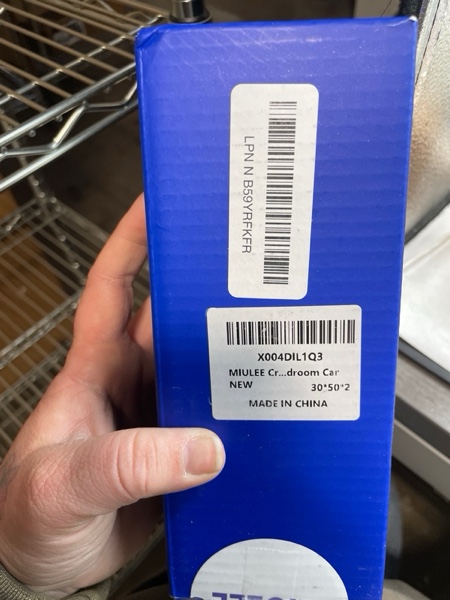 LPN N B59YRFKFR
X004DIL1Q3
MIULEE Cr...droom Car
NEW 30*50*2
MADE IN CHINA